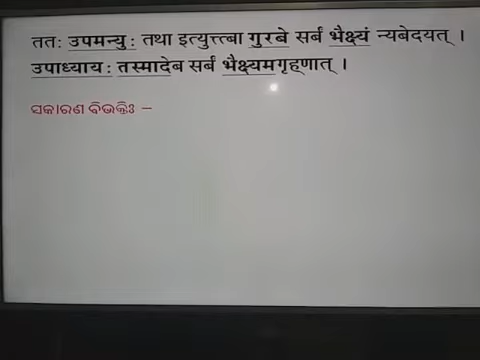 ततः उपमन्यु: तथा इत्युत्त्बा गुरबे सर्बं भैक्ष्यं न्यबेदयत् ।
उपाध्याय: तस्मादेब सर्बं भैक्ष्यमगृह्णात् ।
ସକାରଣ ବିଭକ୍ତିଃ –